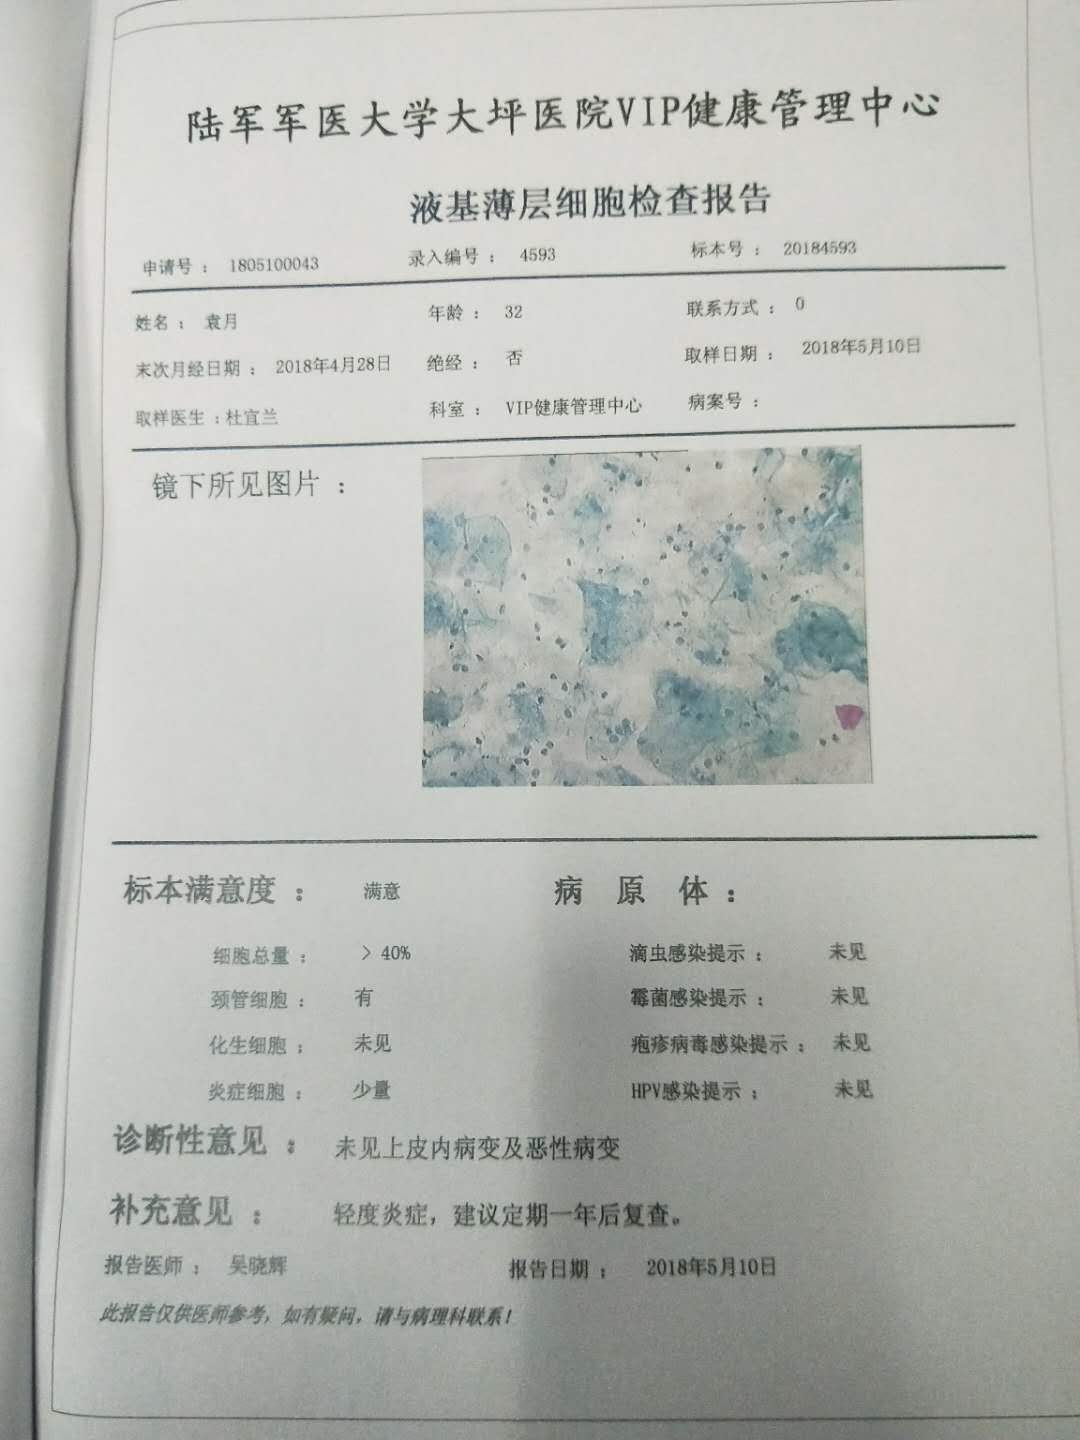 陆军军医大学大坪医院VIP健康管理中心
液基薄层细胞检查报告
申请号 ： 1805100043 录入编号 ： 4593 标本号 ： 20184593
姓名 ： 袁月 年龄 ： 32 联系方式 ： 0
末次月经日期 ： 2018年4月28日 绝经 ： 否 取样日期 ： 2018年5月10日
取样医生 ：杜宜兰 科室 ： VIP健康管理中心 病案号 ：
镜下所见图片 ：
标本满意度 ： 满意 病 原 体 ：
细胞总量 ： > 40% 滴虫感染提示 ： 未见
颈管细胞 ： 有 霉菌感染提示 ： 未见
化生细胞 ： 未见 疱疹病毒感染提示 ： 未见
炎症细胞 ： 少量 HPV感染提示 ： 未见
诊断性意见 ： 未见上皮内病变及恶性病变
补充意见 ： 轻度炎症，建议定期一年后复查。
报告医师 ： 吴晓辉 报告日期 ： 2018年5月10日
此报告仅供医师参考，如有疑问，请与病理科联系！